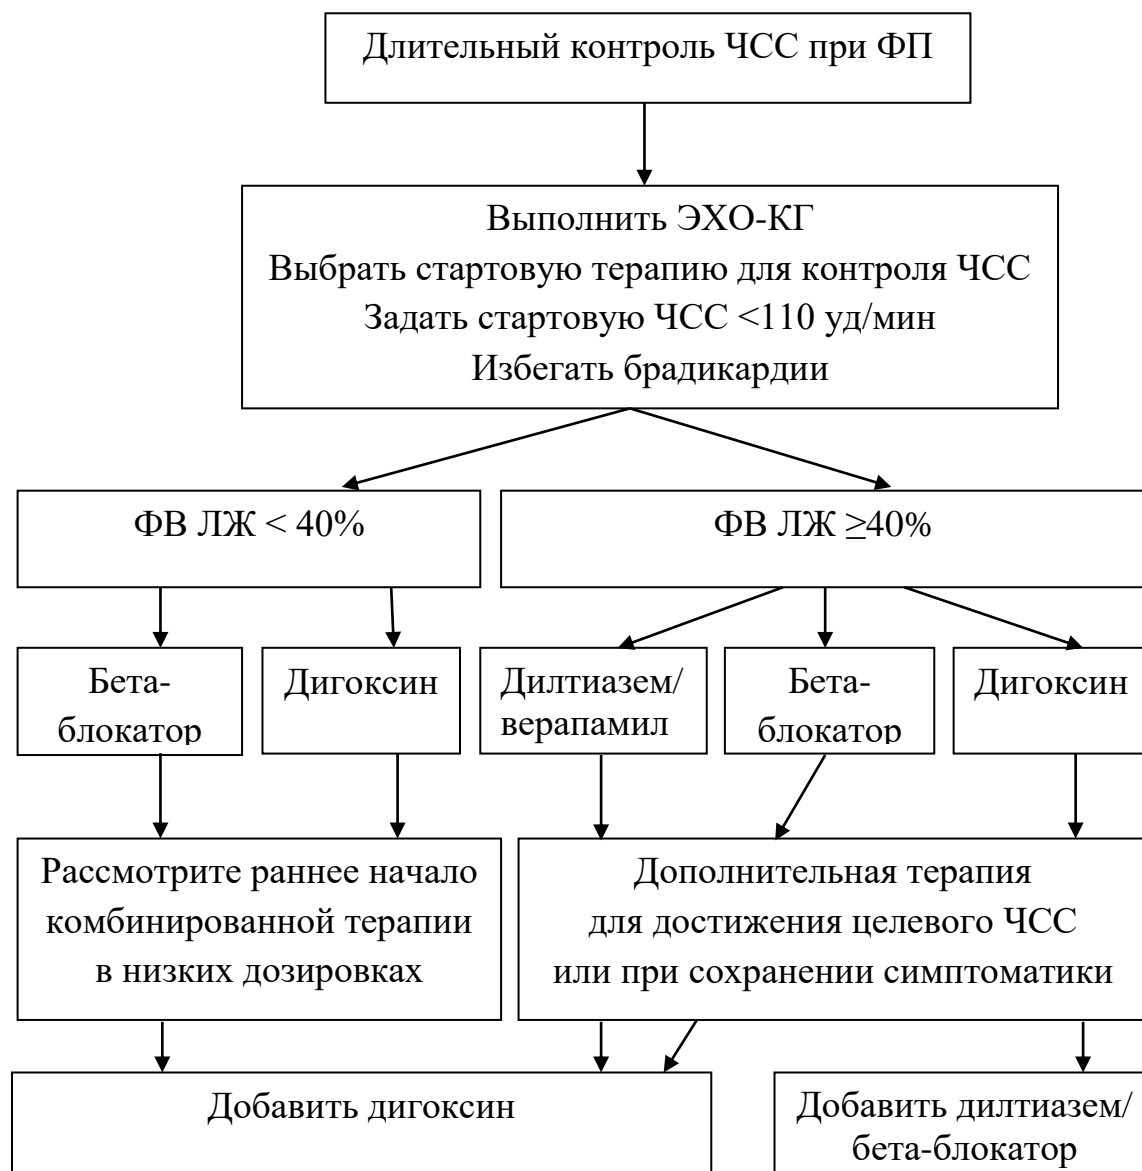 Длительный контроль ЧСС при ФП
Выполнить ЭХО-КГ
Выбрать стартовую терапию для контроля ЧСС
Задать стартовую ЧСС <110 уд/мин
Избегать брадикардии
ФВ ЛЖ < 40%
ФВ ЛЖ ≥40%
Бета-
блокатор
Дигоксин
Дилтиазем/
верапамил
Бета-
блокатор
Дигоксин
Рассмотрите раннее начало
комбинированной терапии
в низких дозировках
Дополнительная терапия
для достижения целевого ЧСС
или при сохранении симптоматики
Добавить дигоксин
Добавить дилтиазем/
бета-блокатор